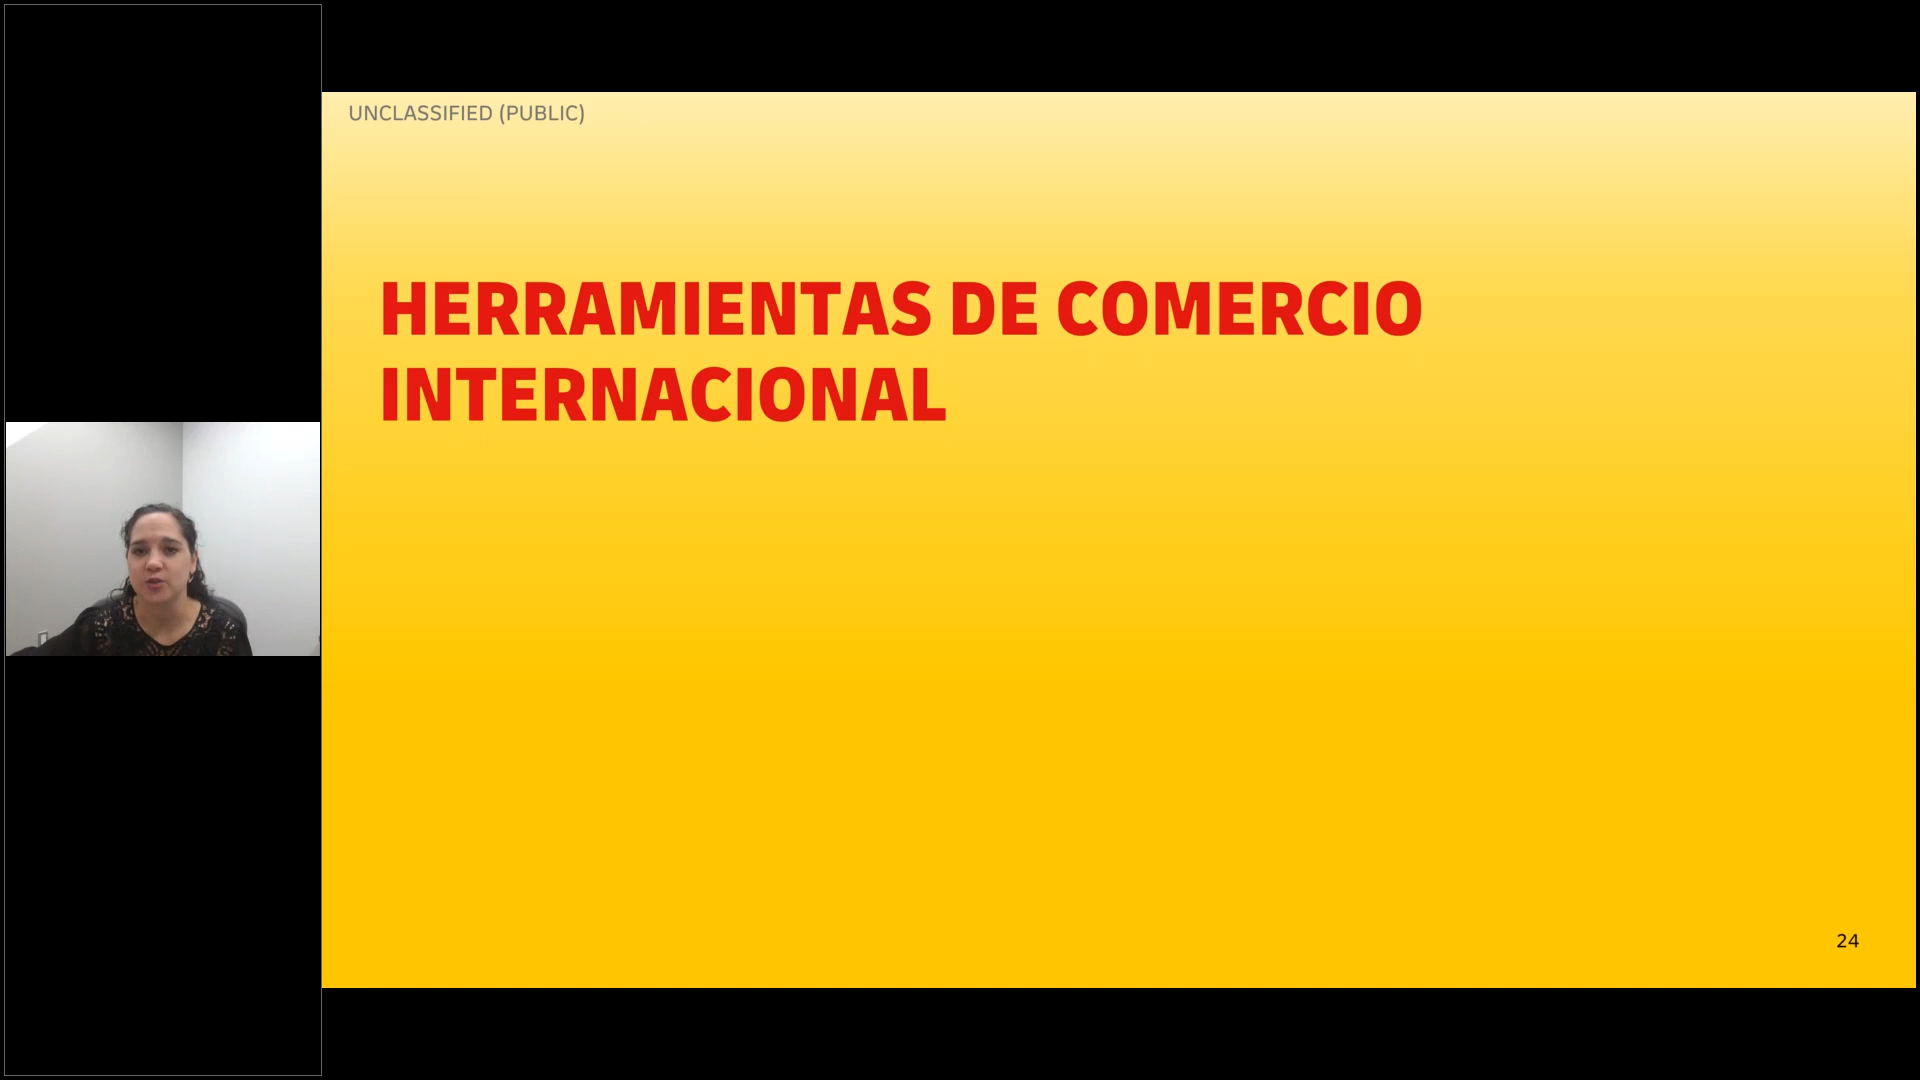 UNCLASSIFIED (PUBLIC)
HERRAMIENTAS DE COMERCIO
INTERNACIONAL
24